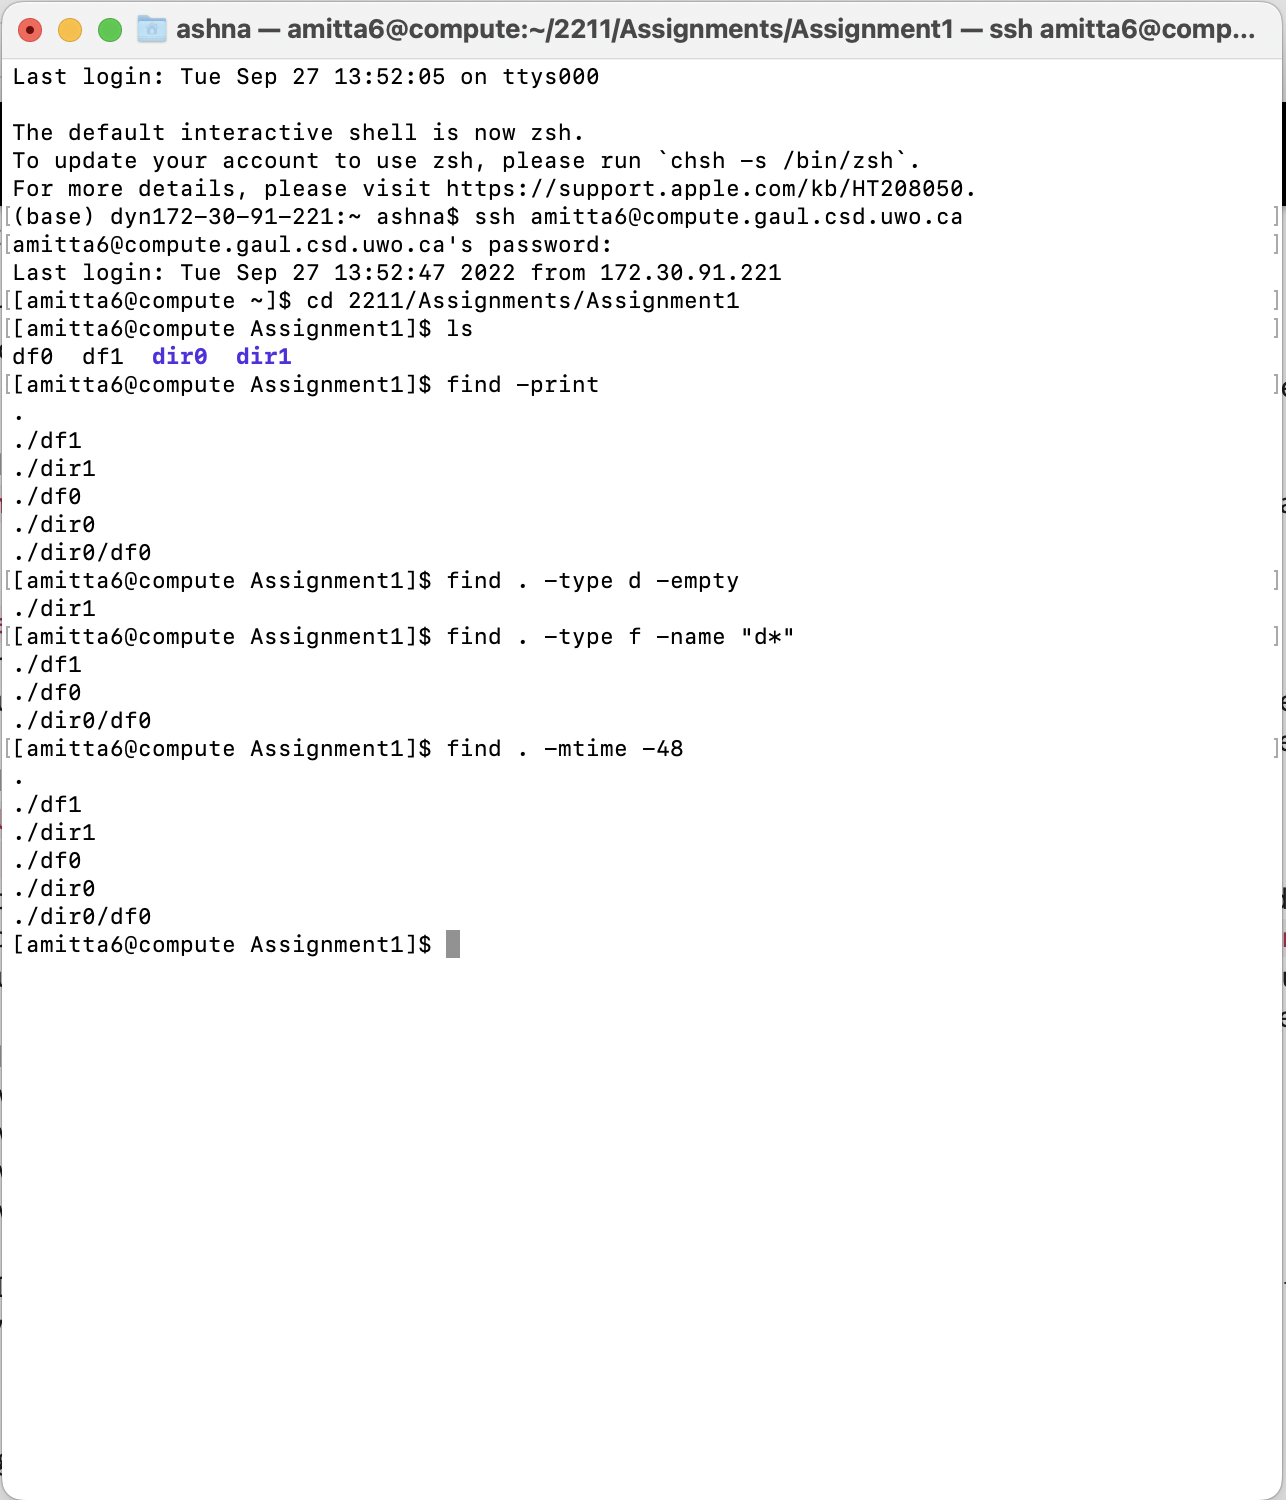 ashna — amitta6@compute:~/2211/Assignments/Assignment1 — ssh amitta6@comp...
Last login: Tue Sep 27 13:52:05 on ttys000
The default interactive shell is now zsh.
To update your account to use zsh, please run `chsh -s /bin/zsh`.
For more details, please visit https://support.apple.com/kb/HT208050.
[(base) dyn172-30-91-221:~ ashna$ ssh amitta6@compute.gaul.csd.uwo.ca ]
[amitta6@compute.gaul.csd.uwo.ca's password: ]
Last login: Tue Sep 27 13:52:47 2022 from 172.30.91.221
[[amitta6@compute ~]$ cd 2211/Assignments/Assignment1 ]
[[amitta6@compute Assignment1]$ ls ]
df0 df1 dir0 dir1
[[amitta6@compute Assignment1]$ find -print ]
.
./df1
./dir1
./df0
./dir0
./dir0/df0
[[amitta6@compute Assignment1]$ find . -type d -empty ]
./dir1
[[amitta6@compute Assignment1]$ find . -type f -name "d*" ]
./df1
./df0
./dir0/df0
[[amitta6@compute Assignment1]$ find . -mtime -48 ]
.
./df1
./dir1
./df0
./dir0
./dir0/df0
[amitta6@compute Assignment1]$